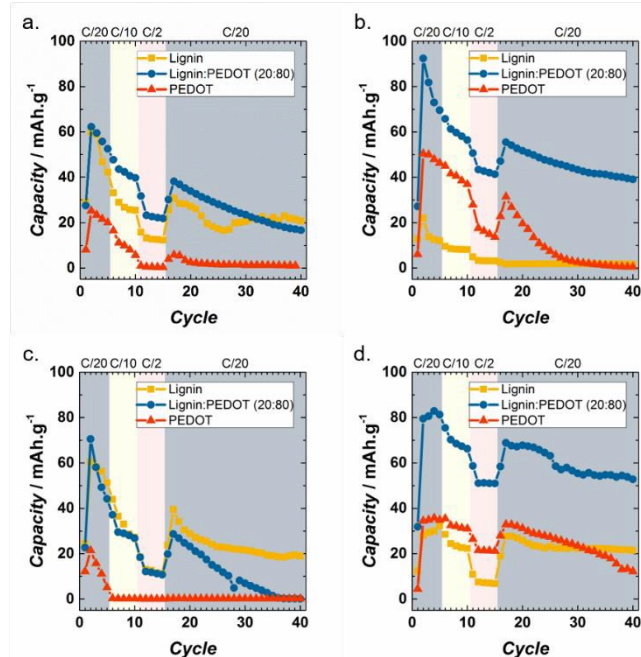 a.
C/20 C/10 C/2 C/20
100
80
60
40
20
0
Capacity / mAh.g⁻¹
Lignin
Lignin:PEDOT (20:80)
PEDOT
0 10 20 30 40
Cycle
b.
C/20 C/10 C/2 C/20
100
80
60
40
20
0
Capacity / mAh.g⁻¹
Lignin
Lignin:PEDOT (20:80)
PEDOT
0 10 20 30 40
Cycle
c.
C/20 C/10 C/2 C/20
100
80
60
40
20
0
Capacity / mAh.g⁻¹
Lignin
Lignin:PEDOT (20:80)
PEDOT
0 10 20 30 40
Cycle
d.
C/20 C/10 C/2 C/20
100
80
60
40
20
0
Capacity / mAh.g⁻¹
Lignin
Lignin:PEDOT (20:80)
PEDOT
0 10 20 30 40
Cycle